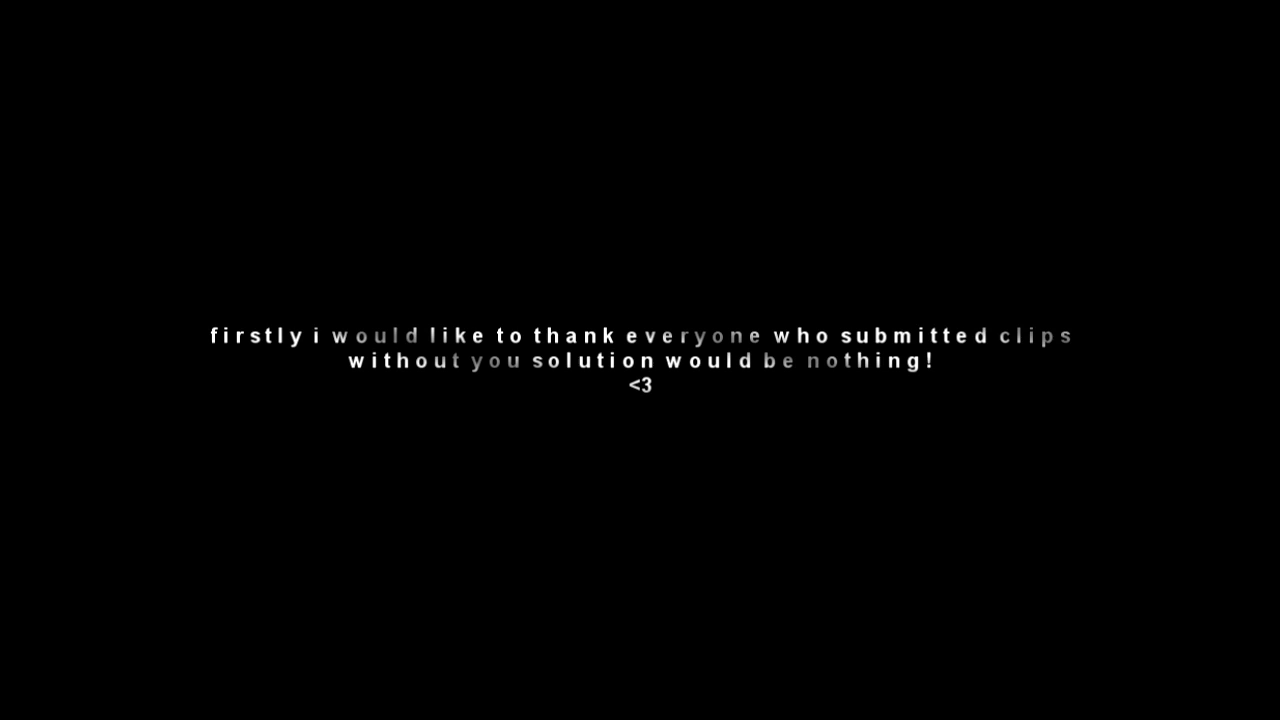 firstly i would like to thank everyone who submitted clips
without you solution would be nothing!
<3